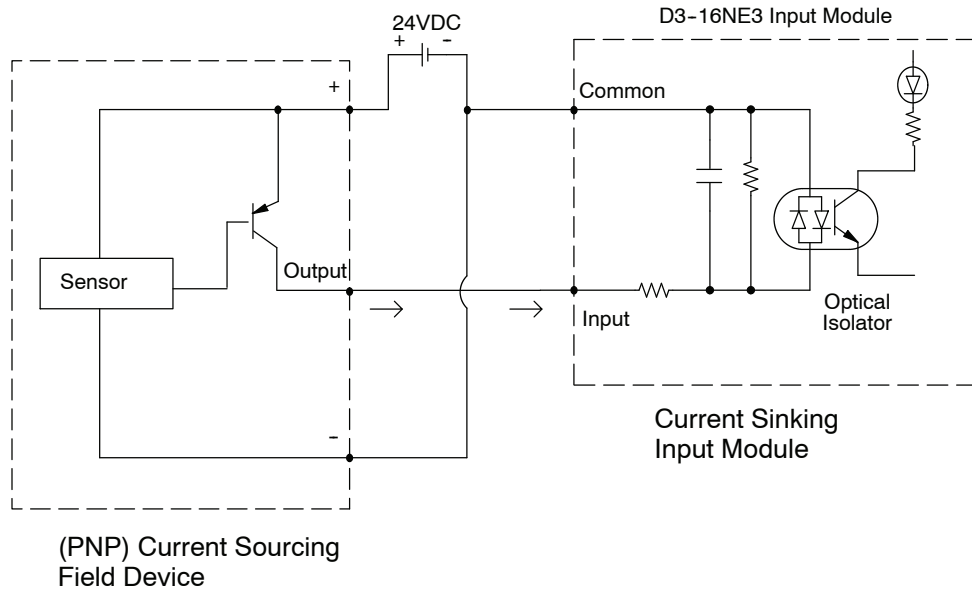 24VDC
D3-16NE3 Input Module
+ -
+
Common
Sensor
Output
Input
Optical
Isolator
-
Current Sinking
Input Module
(PNP) Current Sourcing
Field Device